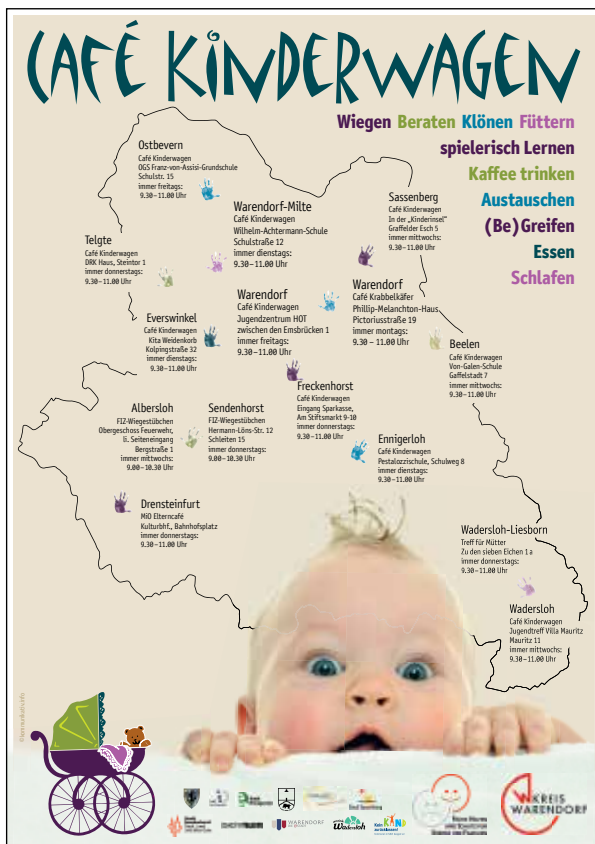 CAFÉ KINDERWAGEN
Wiegen Beraten Klönen Füttern
spielerisch Lernen
Kaffee trinken
Austauschen
(Be)Greifen
Essen
Schlafen
Ostbevern
Café Kinderwagen
OGS Franz-von-Assisi-Grundschule
Schulstr. 15
immer freitags:
9.30–11.00 Uhr
Warendorf-Milte
Café Kinderwagen
Wilhelm-Achtermann-Schule
Schulstraße 12
immer dienstags:
9.30–11.00 Uhr
Sassenberg
Café Kinderwagen
In der „Kinderinsel“
Graffelder Esch 5
immer mittwochs:
9.30–11.00 Uhr
Telgte
Café Kinderwagen
DRK Haus, Steintor 1
immer donnerstags:
9.30–11.00 Uhr
Warendorf
Café Kinderwagen
Jugendzentrum HOT
zwischen den Emsbrücken 1
immer freitags:
9.30–11.00 Uhr
Warendorf
Café Krabbelkäfer
Phillip-Melanchton-Haus
Pictoriusstraße 19
immer montags:
9.30 – 11.00 Uhr
Everswinkel
Café Kinderwagen
Kita Weidenkorb
Kolpingstraße 32
immer dienstags:
9.30–11.00 Uhr
Beelen
Café Kinderwagen
Von-Galen-Schule
Gaffelstadt 7
immer mittwochs:
9.30–11.00 Uhr
Freckenhorst
Café Kinderwagen
Eingang Sparkasse,
Am Stiftsmarkt 9-10
immer donnerstags:
9.30–11.00 Uhr
Albersloh
FIZ-Wiegestübchen
Obergeschoss Feuerwehr,
li. Seiteneingang
Bergstraße 1
immer mittwochs:
9.00–10.30 Uhr
Sendenhorst
FIZ-Wiegestübchen
Hermann-Löns-Str. 12
Schleiten 15
immer donnerstags:
9.00–10.30 Uhr
Ennigerloh
Café Kinderwagen
Pestalozzischule, Schulweg 8
immer dienstags:
9.30–11.00 Uhr
Drensteinfurt
MiO Elterncafé
Kulturbhf., Bahnhofsplatz
immer donnerstags:
9.30–11.00 Uhr
Wadersloh-Liesborn
Treff für Mütter
Zu den sieben Eichen 1 a
immer donnerstags:
9.30–11.00 Uhr
Wadersloh
Café Kinderwagen
Jugendtreff Villa Mauritz
Mauritz 11
immer mittwochs:
9.30–11.00 Uhr
WARENDORF
Wadersloh
KREIS
WARENDORF